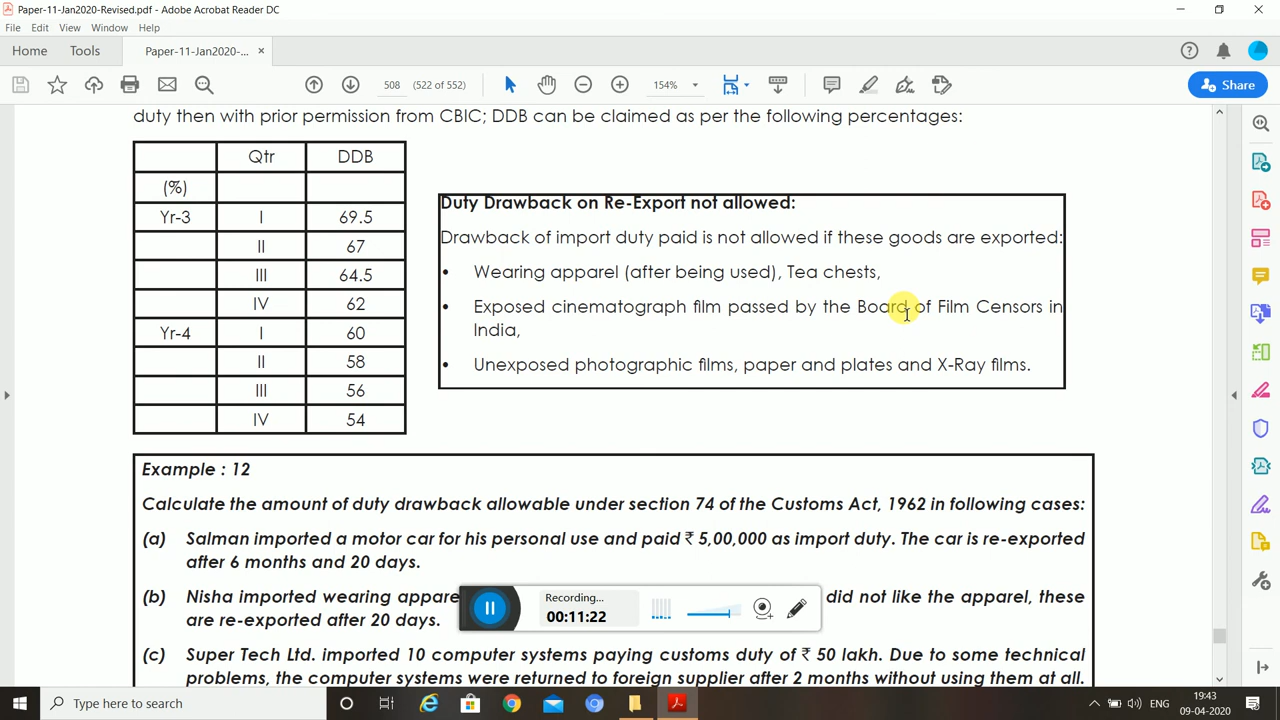 Paper-11-Jan2020-Revised.pdf - Adobe Acrobat Reader DC
File Edit View Window Help
Home Tools Paper-11-Jan2020-... ×
508 (522 of 552) 154% Share
duty then with prior permission from CBIC; DDB can be claimed as per the following percentages:
Qtr DDB
(%)
Yr-3 I 69.5
II 67
III 64.5
IV 62
Yr-4 I 60
II 58
III 56
IV 54
Duty Drawback on Re-Export not allowed:
Drawback of import duty paid is not allowed if these goods are exported:
• Wearing apparel (after being used), Tea chests,
• Exposed cinematograph film passed by the Board of Film Censors in
India,
• Unexposed photographic films, paper and plates and X-Ray films.
Example : 12
Calculate the amount of duty drawback allowable under section 74 of the Customs Act, 1962 in following cases:
(a) Salman imported a motor car for his personal use and paid ₹ 5,00,000 as import duty. The car is re-exported
after 6 months and 20 days.
(b) Nisha imported wearing appare did not like the apparel, these
are re-exported after 20 days.
(c) Super Tech Ltd. imported 10 computer systems paying customs duty of ₹ 50 lakh. Due to some technical
problems, the computer systems were returned to foreign supplier after 2 months without using them at all.
Recording...
00:11:22
Type here to search
ENG
19:43
09-04-2020